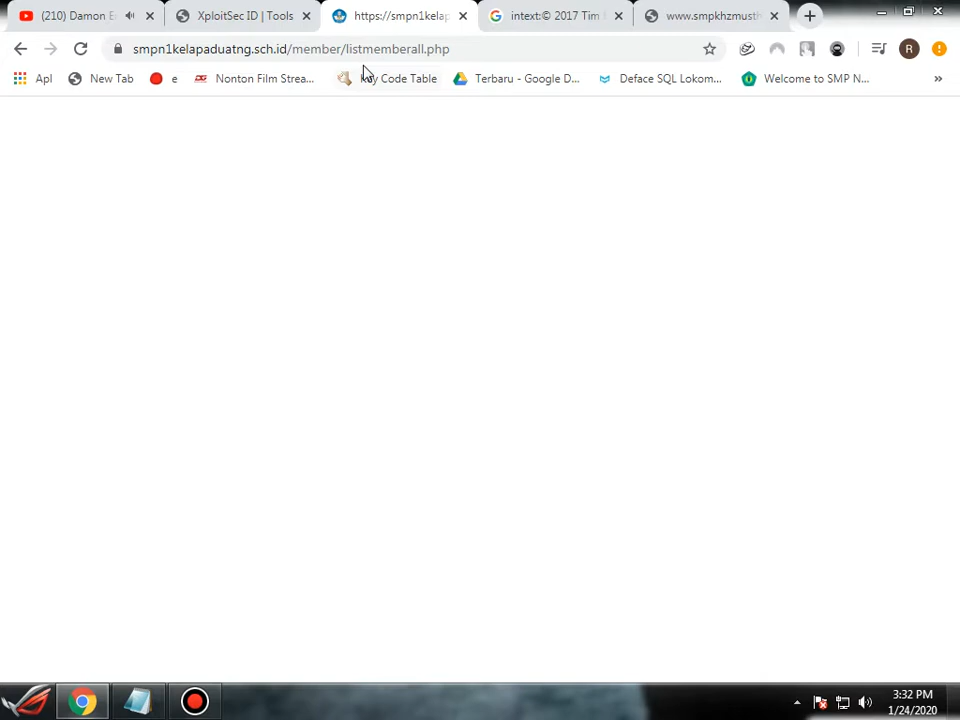 (210) Damon E
XploitSec ID | Tools
https://smpn1kelap
intext:© 2017 Tim
www.smpkhzmusth
smpn1kelapaduatng.sch.id/member/listmemberall.php
R
Apl
New Tab
e
Nonton Film Strea...
Key Code Table
Terbaru - Google D...
Deface SQL Lokom...
Welcome to SMP N...
»
3:32 PM
1/24/2020